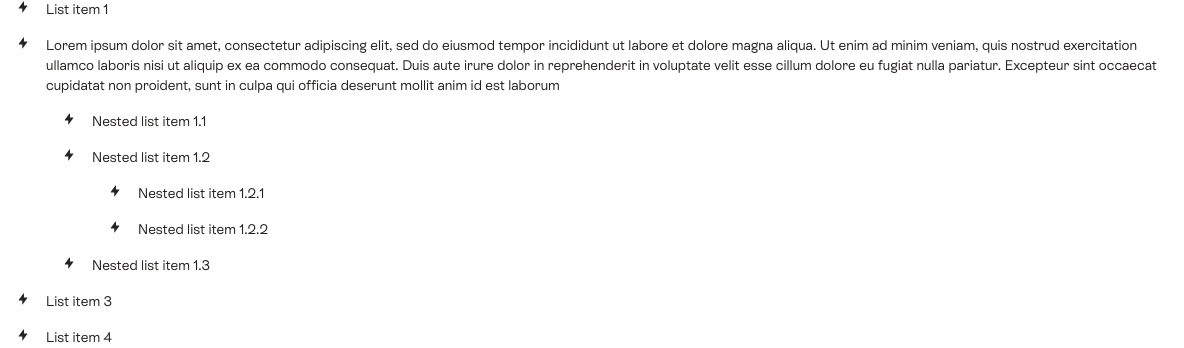 List item 1
Lorem ipsum dolor sit amet, consectetur adipiscing elit, sed do eiusmod tempor incididunt ut labore et dolore magna aliqua. Ut enim ad minim veniam, quis nostrud exercitation
ullamco laboris nisi ut aliquip ex ea commodo consequat. Duis aute irure dolor in reprehenderit in voluptate velit esse cillum dolore eu fugiat nulla pariatur. Excepteur sint occaecat
cupidatat non proident, sunt in culpa qui officia deserunt mollit anim id est laborum
Nested list item 1.1
Nested list item 1.2
Nested list item 1.2.1
Nested list item 1.2.2
Nested list item 1.3
List item 3
List item 4